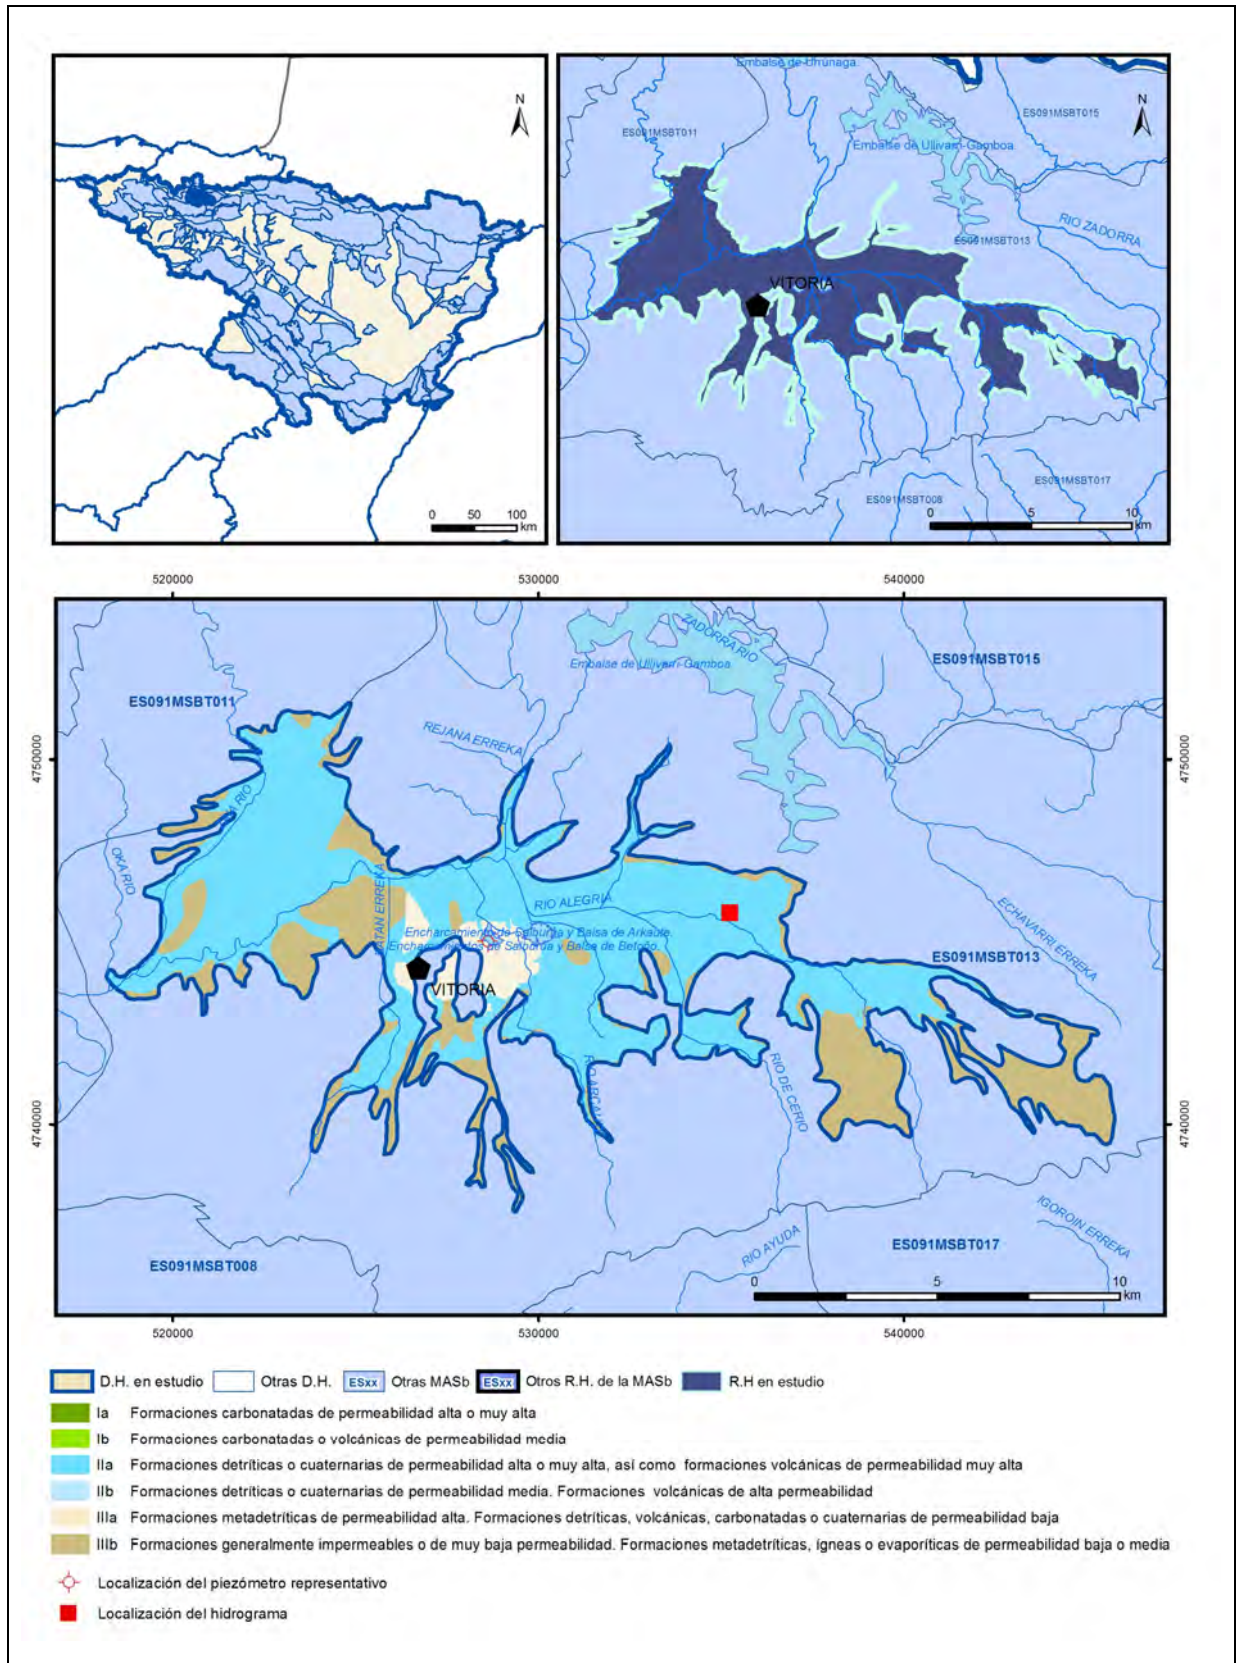 N
0 50 100
km
Embalse de Urrunaga.
ES091MSBT011
ES091MSBT015
N
Embalse de Ullivarri-Gamboa
RIO ZADORRA
ES091MSBT013
VITORIA
ES091MSBT008
ES091MSBT017
0 5 10
km
520000 530000 540000
4750000
4750000
4740000
4740000
ZADORRA RIO
Embalse de Ullivarri-Gamboa
ES091MSBT015
ES091MSBT011
REJANA ERREKA
OKA RIO
RIO ALEGRIA
ECHAVARRI ERREKA
Encharcamiento de Salburua y Balsa de Arkaute.
Encharcamientos de Salburua y Balsa de Betoño.
ES091MSBT013
VITORIA
RIO DE CERIO
IGOROIN ERREKA
RIO AYUDA
ES091MSBT017
ES091MSBT008
0 5 10
km
520000 530000 540000
D.H. en estudio Otras D.H. ESxx Otras MASb ESxx Otros R.H. de la MASb R.H en estudio
Ia Formaciones carbonatadas de permeabilidad alta o muy alta
Ib Formaciones carbonatadas o volcánicas de permeabilidad media
IIa Formaciones detríticas o cuaternarias de permeabilidad alta o muy alta, así como formaciones volcánicas de permeabilidad muy alta
IIb Formaciones detríticas o cuaternarias de permeabilidad media. Formaciones volcánicas de alta permeabilidad
IIIa Formaciones metadetríticas de permeabilidad alta. Formaciones detríticas, volcánicas, carbonatadas o cuaternarias de permeabilidad baja
IIIb Formaciones generalmente impermeables o de muy baja permeabilidad. Formaciones metadetríticas, ígneas o evaporíticas de permeabilidad baja o media
Localización del piezómetro representativo
Localización del hidrograma